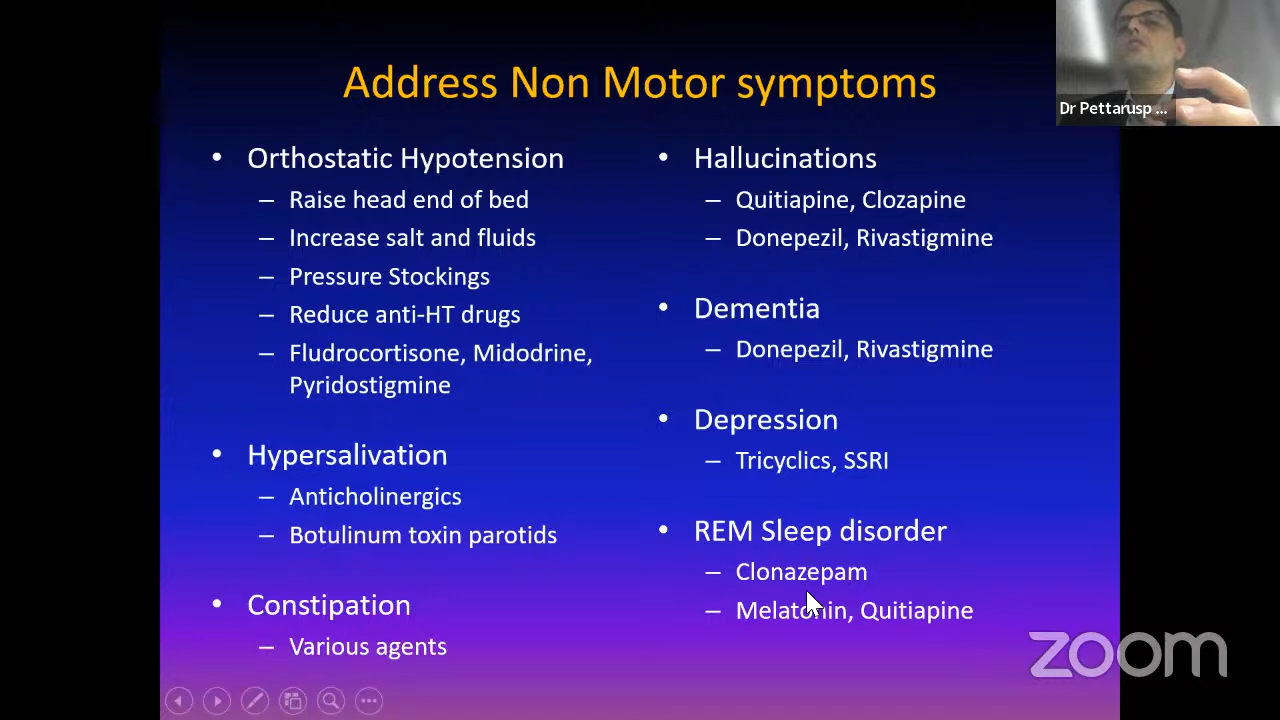 Address Non Motor symptoms
Dr Pettarusp ...
• Orthostatic Hypotension
– Raise head end of bed
– Increase salt and fluids
– Pressure Stockings
– Reduce anti-HT drugs
– Fludrocortisone, Midodrine,
Pyridostigmine
• Hypersalivation
– Anticholinergics
– Botulinum toxin parotids
• Constipation
– Various agents
• Hallucinations
– Quitiapine, Clozapine
– Donepezil, Rivastigmine
• Dementia
– Donepezil, Rivastigmine
• Depression
– Tricyclics, SSRI
• REM Sleep disorder
– Clonazepam
– Melatonin, Quitiapine
zoom